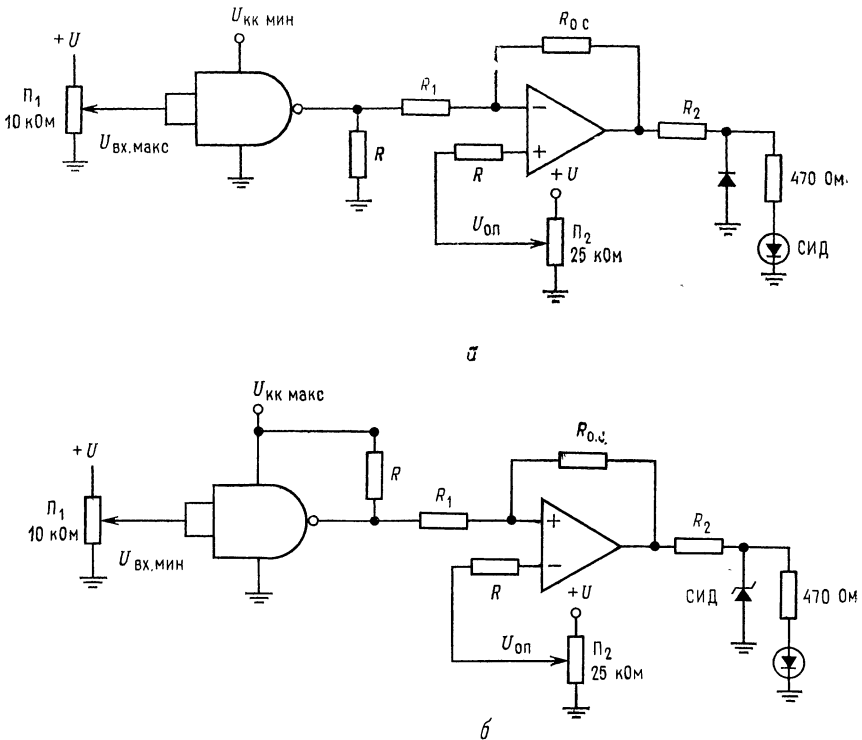 U кк мин
R о с
+ U
П1
10 кОм
R1
R2
U вх.макс
R
R
+ U
470 Ом.
U оп
П2
25 кОм
СИД
а
U кк макс
R о.с.
+ U
R
П1
10 кОм
R1
R2
U вх.мин
R
+ U
СИД
470 Ом
U оп
П2
25 кОм
б